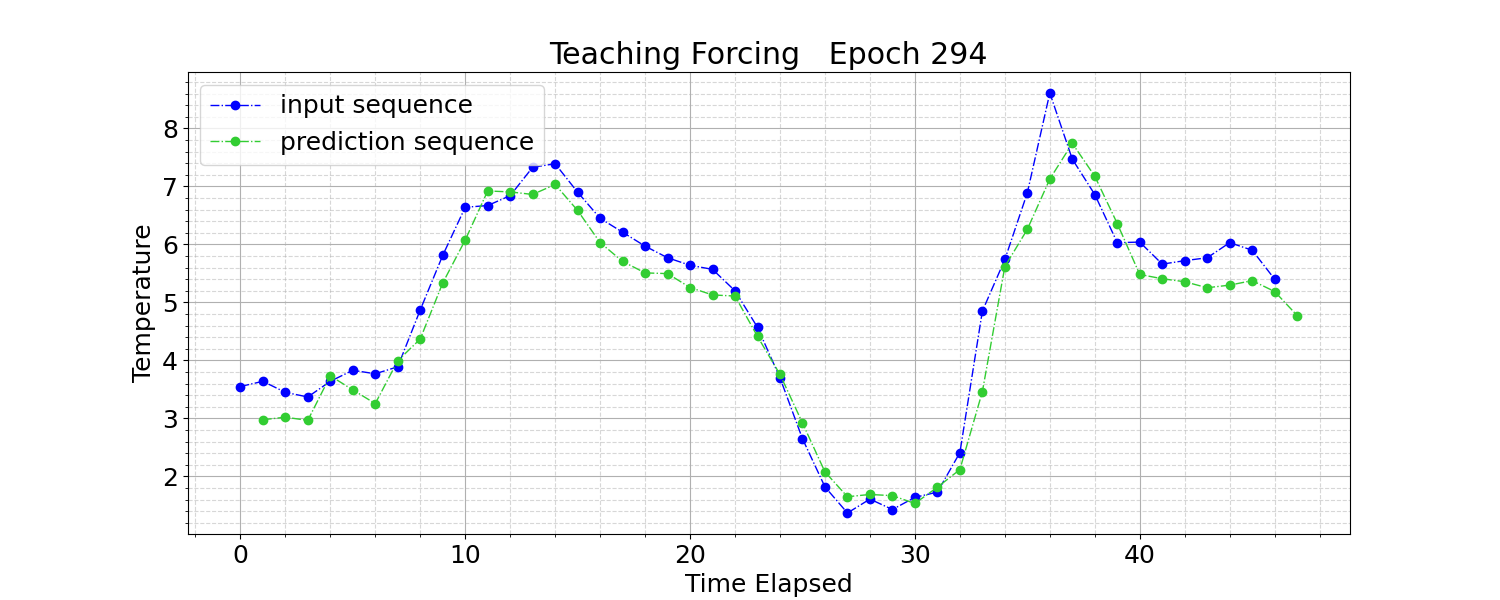 Teaching Forcing   Epoch 294
input sequence
prediction sequence
8
7
6
5
4
3
2
Temperature
0 10 20 30 40
Time Elapsed